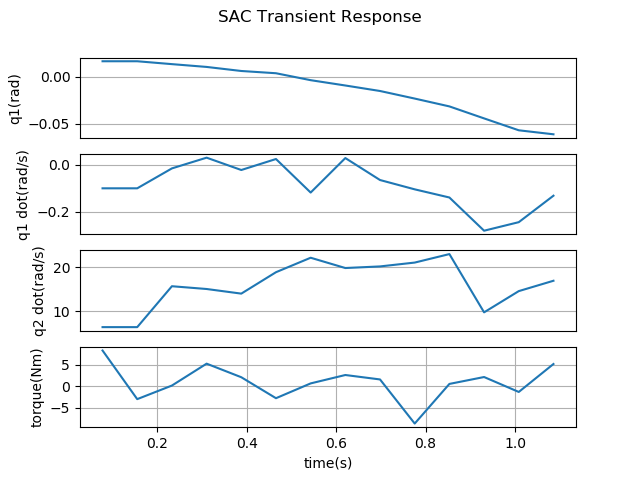 SAC Transient Response
q1(rad)
0.00
−0.05
q1 dot(rad/s)
0.0
−0.2
q2 dot(rad/s)
20
10
torque(Nm)
5
0
−5
0.2 0.4 0.6 0.8 1.0
time(s)